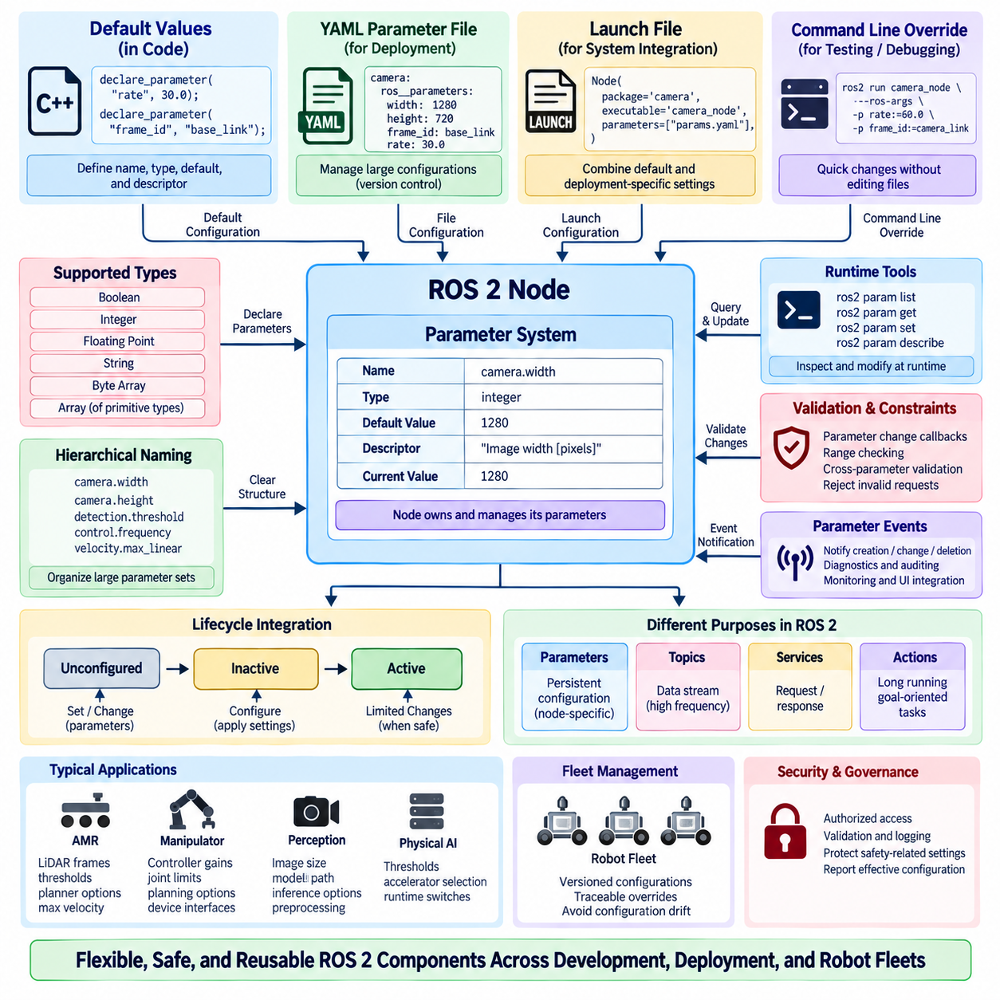 Default Values
(in Code)
C++
declare_parameter(
"rate", 30.0);
declare_parameter(
"frame_id", "base_link");
Define name, type, default,
and descriptor
YAML Parameter File
(for Deployment)
YAML
camera:
ros__parameters:
width: 1280
height: 720
frame_id: base_link
rate: 30.0
Manage large configurations
(version control)
Launch File
(for System Integration)
LAUNCH
Node(
package='camera',
executable='camera_node',
parameters=["params.yaml"],
)
Combine default and
deployment-specific settings
Command Line Override
(for Testing / Debugging)
ros2 run camera_node \
---ros-args \
-p rate:=60.0 \
-p frame_id:=camera_link
Quick changes without
editing files
Default
Configuration
File
Configuration
Launch
Configuration
Command Line
Override
Supported Types
Boolean
Integer
Floating Point
String
Byte Array
Array (of primitive types)
Declare
Parameters
Hierarchical Naming
camera.width
camera.height
detection.threshold
control.frequency
velocity.max_linear
Organize large parameter sets
Clear
Structure
ROS 2 Node
Parameter System
Name camera.width
Type integer
Default Value 1280
Descriptor "Image width [pixels]"
Current Value 1280
Node owns and manages its parameters
Query
& Update
Runtime Tools
ros2 param list
ros2 param get
ros2 param set
ros2 param describe
Inspect and modify at runtime
Validate
Changes
Validation & Constraints
Parameter change callbacks
Range checking
Cross-parameter validation
Reject invalid requests
Event
Notification
Parameter Events
Notify creation / change / deletion
Diagnostics and auditing
Monitoring and UI integration
Lifecycle Integration
Unconfigured
Inactive
Active
Set / Change
(parameters)
Configure
(apply settings)
Limited Changes
(when safe)
Different Purposes in ROS 2
Parameters
Persistent
configuration
(node-specific)
Topics
Data stream
(high frequency)
Services
Request /
response
Actions
Long running
goal-oriented
tasks
Typical Applications
AMR
LiDAR frames
thresholds
planner options
max velocity
Manipulator
Controller gains
joint limits
planning options
device interfaces
Perception
Image size
model path
inference options
preprocessing
Physical AI
Thresholds
accelerator selection
runtime switches
Fleet Management
Robot Fleet
Versioned configurations
Traceable overrides
Avoid configuration drift
Security & Governance
Authorized access
Validation and logging
Protect safety-related settings
Report effective configuration
Flexible, Safe, and Reusable ROS 2 Components Across Development, Deployment, and Robot Fleets